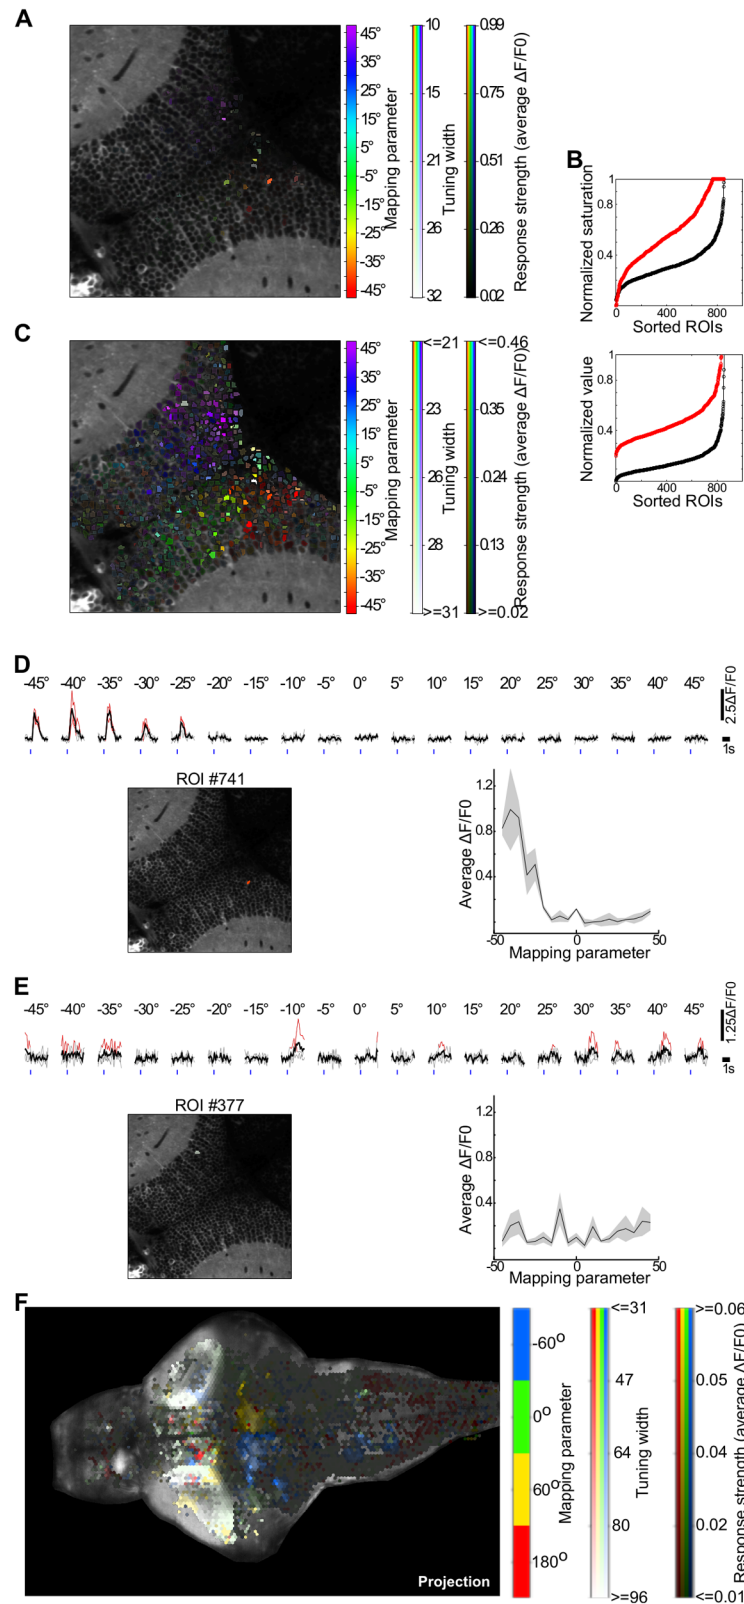 A
45°
35°
25°
15°
5°
-5°
-15°
-25°
-35°
-45°
Mapping parameter
10
15
21
26
32
Tuning width
0.99
0.75
0.51
0.26
0.02
Response strength (average ΔF/F0)
B
Normalized saturation
1
0.4
0
400
800
Sorted ROIs
Normalized value
1
0.4
0
400
800
Sorted ROIs
C
45°
35°
25°
15°
5°
-5°
-15°
-25°
-35°
-45°
Mapping parameter
<=21
23
26
28
>=31
Tuning width
<=0.46
0.35
0.24
0.13
>=0.02
Response strength (average ΔF/F0)
D
-45° -40° -35° -30° -25° -20° -15° -10° -5° 0° 5° 10° 15° 20° 25° 30° 35° 40° 45°
2.5ΔF/F0
1s
ROI #741
Average ΔF/F0
1.2
0.8
0.4
-50 0 50
Mapping parameter
E
-45° -40° -35° -30° -25° -20° -15° -10° -5° 0° 5° 10° 15° 20° 25° 30° 35° 40° 45°
1.25ΔF/F0
1s
ROI #377
Average ΔF/F0
1.2
0.8
0.4
-50 0 50
Mapping parameter
F
Projection
-60°
0°
60°
180°
Mapping parameter
<=31
47
64
80
>=96
Tuning width
>=0.06
0.05
0.04
0.02
<=0.01
Response strength (average ΔF/F0)